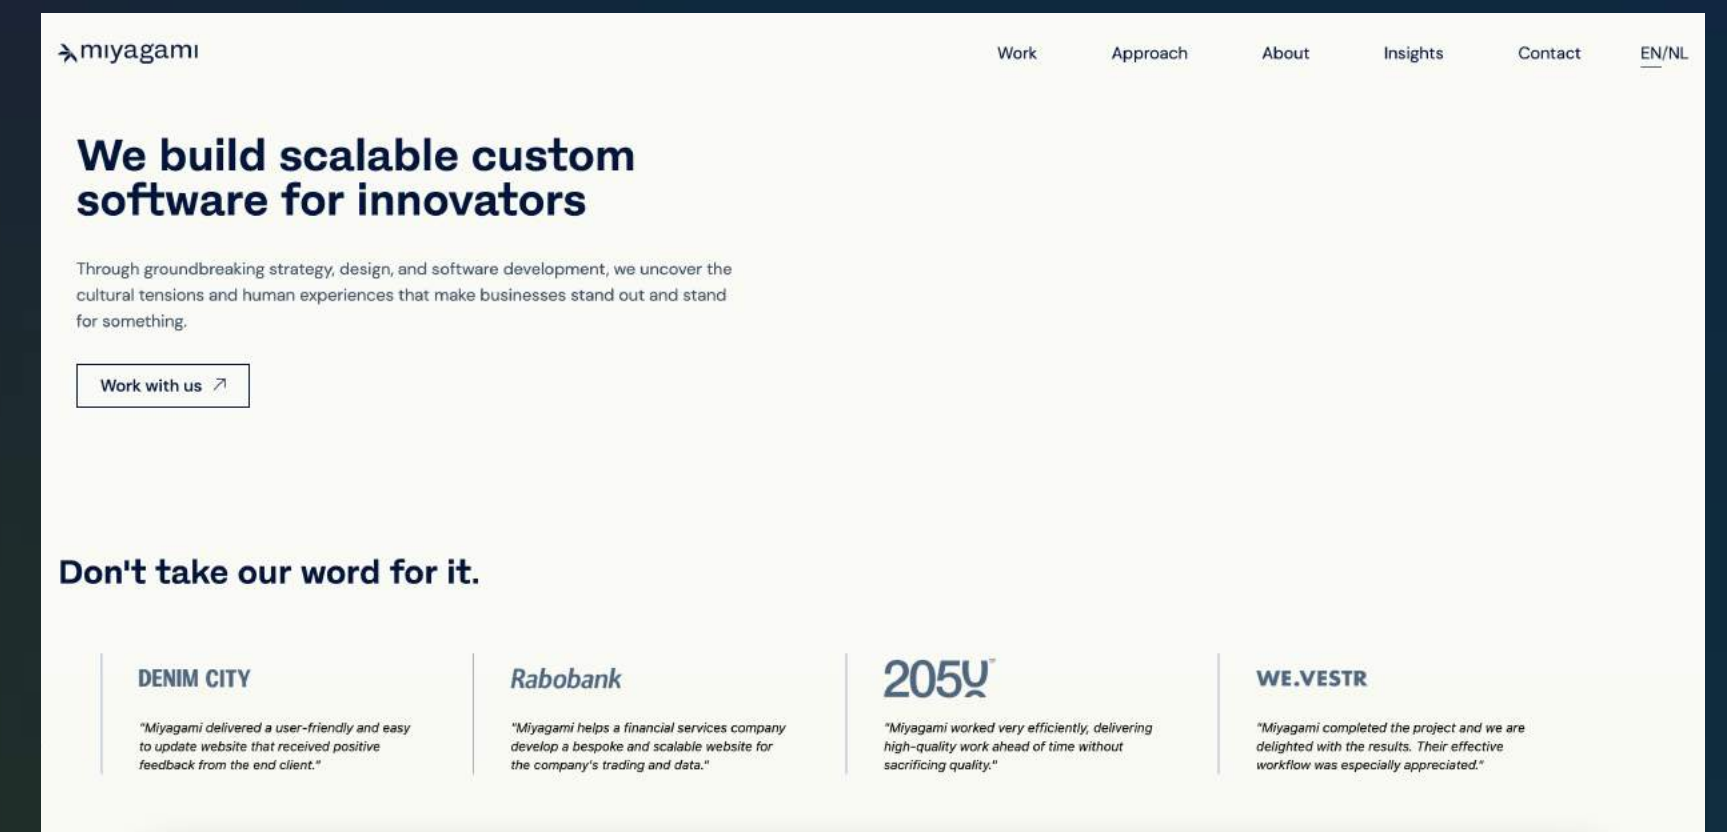 miyagami
Work Approach About Insights Contact EN/NL
We build scalable custom
software for innovators
Through groundbreaking strategy, design, and software development, we uncover the
cultural tensions and human experiences that make businesses stand out and stand
for something.
Work with us
Don't take our word for it.
DENIM CITY
"Miyagami delivered a user-friendly and easy
to update website that received positive
feedback from the end client."
Rabobank
"Miyagami helps a financial services company
develop a bespoke and scalable website for
the company's trading and data."
2050™
"Miyagami worked very efficiently, delivering
high-quality work ahead of time without
sacrificing quality."
WE.VESTR
"Miyagami completed the project and we are
delighted with the results. Their effective
workflow was especially appreciated."